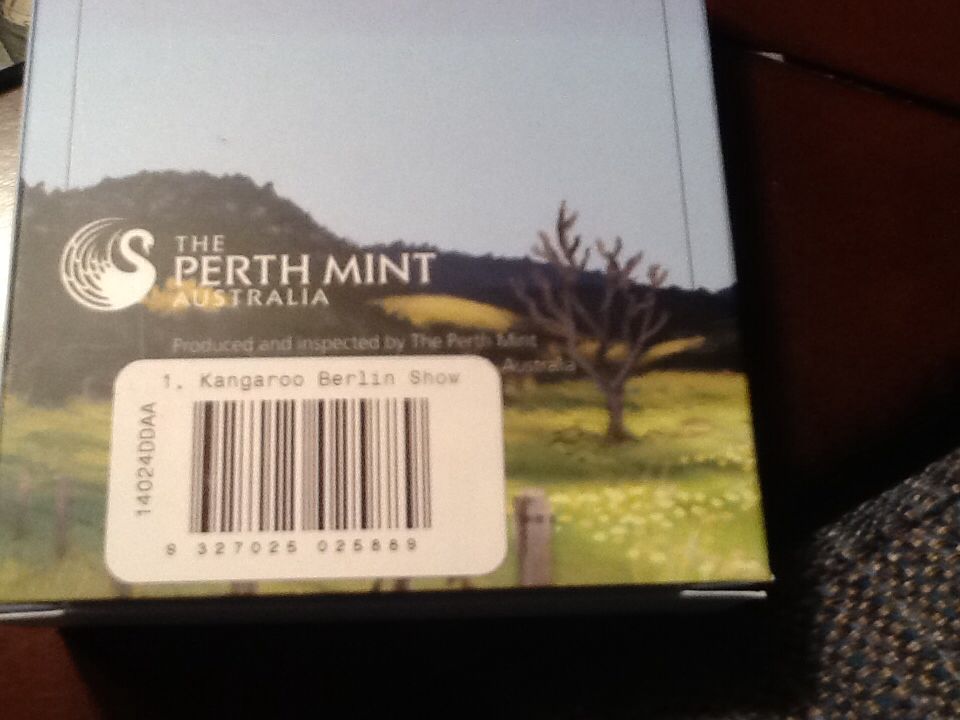 THE
PERTH MINT
AUSTRALIA
Produced and inspected by The Perth Mint
Australia
1. Kangaroo Berlin Show
14024DDAA
9 327025 025889